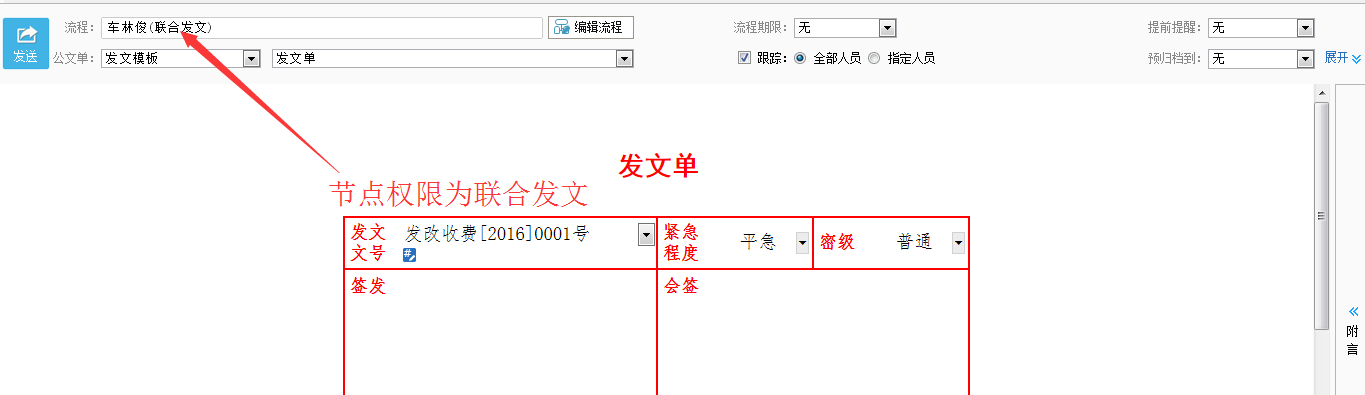 流程: 车林俊(联合发文) 编辑流程 流程期限: 无 提前提醒: 无
发送
公文单: 发文模板 发文单 跟踪: 全部人员 指定人员 预归档到: 无 展开
发文单
节点权限为联合发文
发文文号 发改收费[2016]0001号 紧急程度 平急 密级 普通
签发 会签
附言